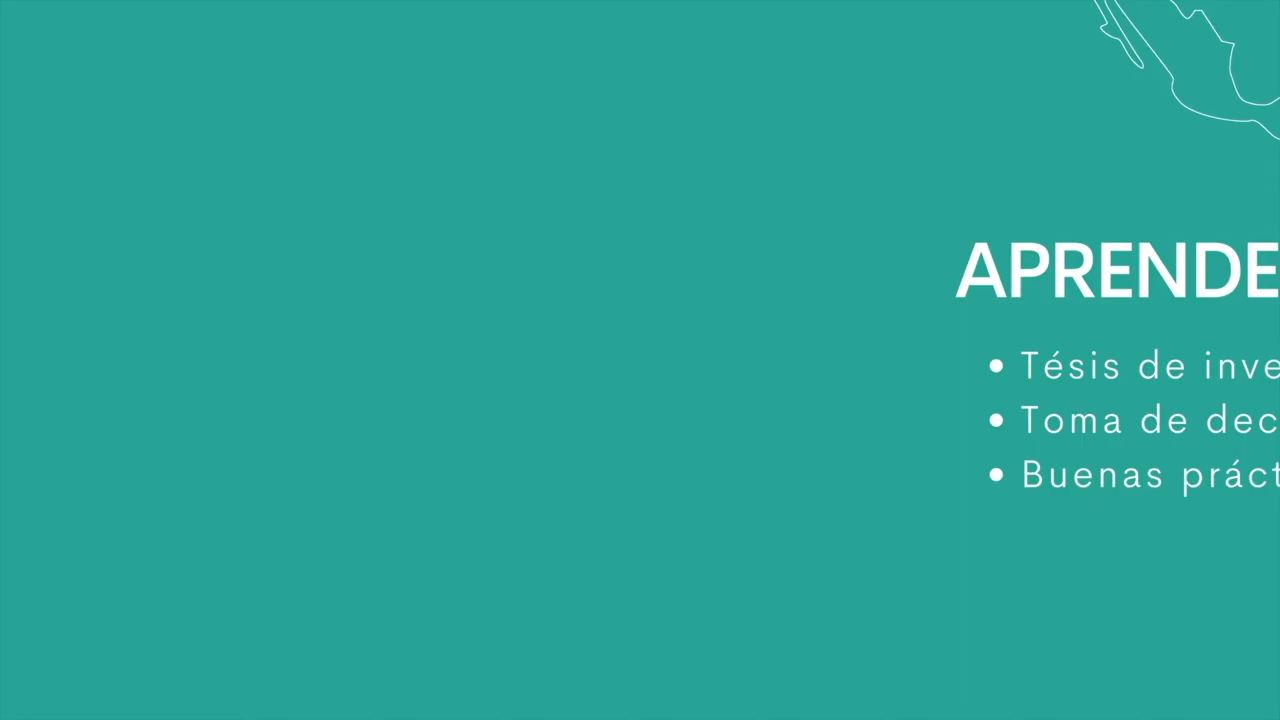 APRENDE
• Tésis de inve
• Toma de dec
• Buenas práct